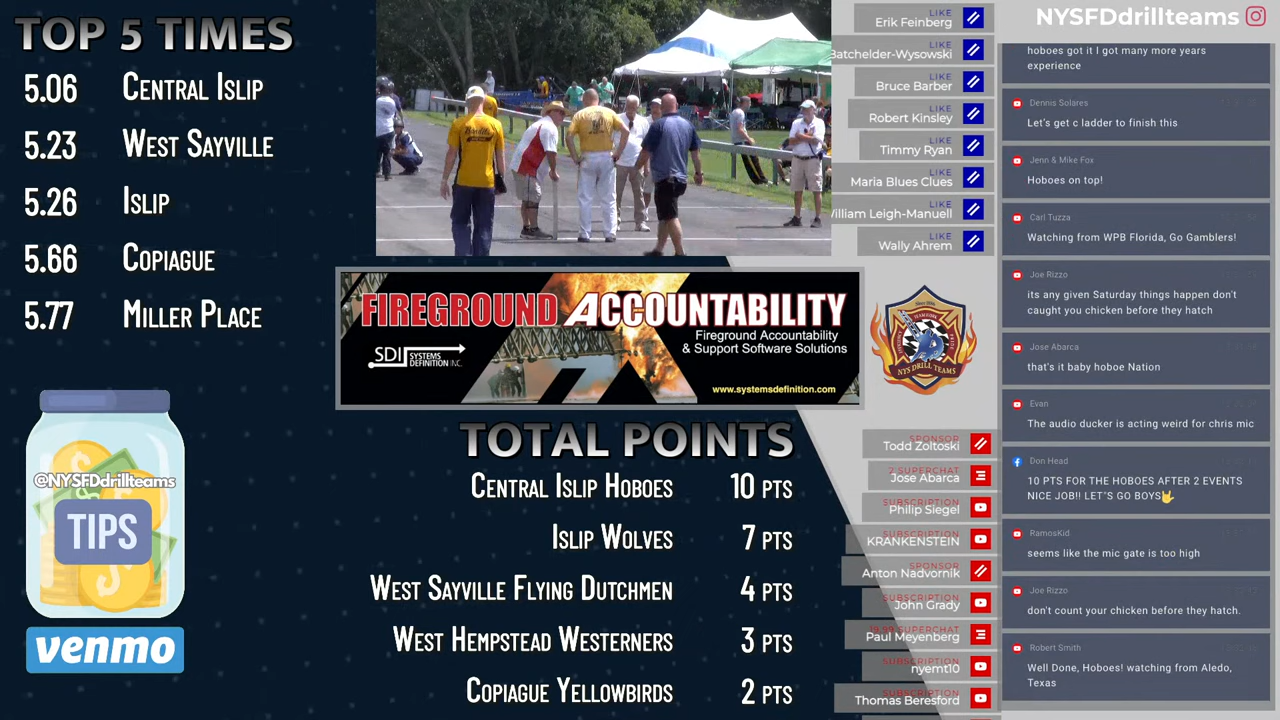 TOP 5 TIMES
5.06 CENTRAL ISLIP
5.23 WEST SAYVILLE
5.26 ISLIP
5.66 COPIAGUE
5.77 MILLER PLACE
@NYSFDdrillteams
TIPS
venmo
FIREGROUND ACCOUNTABILITY
Fireground Accountability
& Support Software Solutions
SDI SYSTEMS
DEFINITION INC.
www.systemsdefinition.com
NYS DRILL TEAMS
TOTAL POINTS
CENTRAL ISLIP HOBOES 10 PTS
ISLIP WOLVES 7 PTS
WEST SAYVILLE FLYING DUTCHMEN 4 PTS
WEST HEMPSTEAD WESTERNERS 3 PTS
COPIAGUE YELLOWBIRDS 2 PTS
LIKE
Erik Feinberg
LIKE
Batchelder-Wysowski
LIKE
Bruce Barber
LIKE
Robert Kinsley
LIKE
Timmy Ryan
LIKE
Maria Blues Clues
LIKE
William Leigh-Manuell
LIKE
Wally Ahrem
SPONSOR
Todd Zoltoski
2 SUPERCHAT
Jose Abarca
SUBSCRIPTION
Philip Siegel
SUBSCRIPTION
KRANKENSTEIN
SPONSOR
Anton Nadvornik
SUBSCRIPTION
John Grady
SUPERCHAT
Paul Meyenberg
SUBSCRIPTION
nyemt10
SUBSCRIPTION
Thomas Beresford
NYSFDdrillteams
hoboes got it I got many more years
experience
Dennis Solares
Let's get c ladder to finish this
Jenn & Mike Fox
Hoboes on top!
Carl Tuzza
Watching from WPB Florida, Go Gamblers!
Joe Rizzo
its any given Saturday things happen don't
caught you chicken before they hatch
Jose Abarca
that's it baby hoboe Nation
Evan
The audio ducker is acting weird for chris mic
Don Head
10 PTS FOR THE HOBOES AFTER 2 EVENTS
NICE JOB!! LET'S GO BOYS🤟
RamosKid
seems like the mic gate is too high
Joe Rizzo
don't count your chicken before they hatch.
Robert Smith
Well Done, Hoboes! watching from Aledo,
Texas